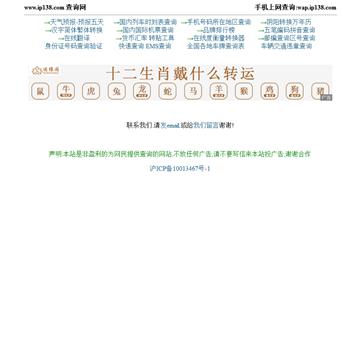 www.ip138.com 查询网 手机上网查询:wap.ip138.com
→天气预报-预报五天 →国内列车时刻表查询 →手机号码所在地区查询 →阴阳转换万年历
→汉字简体繁体转换 →国内国际机票查询 →品牌排行榜 →五笔编码拼音查询
→在线翻译 →货币汇率 转贴工具 →在线度衡量转换器 →邮编查询区号查询
身份证号码查询验证 快递查询 EMS查询 全国各地车牌查询表 车辆交通违章查询
十二生肖戴什么转运
鼠 牛 虎 兔 龙 蛇 马 羊 猴 鸡 狗 猪
广告
联系我们.请发email.或给我们留言谢谢!
声明:本站是非盈利的为网民提供查询的网站,不放任何广告,请不要写信来本站投广告,谢谢合作
沪ICP备10013467号-1